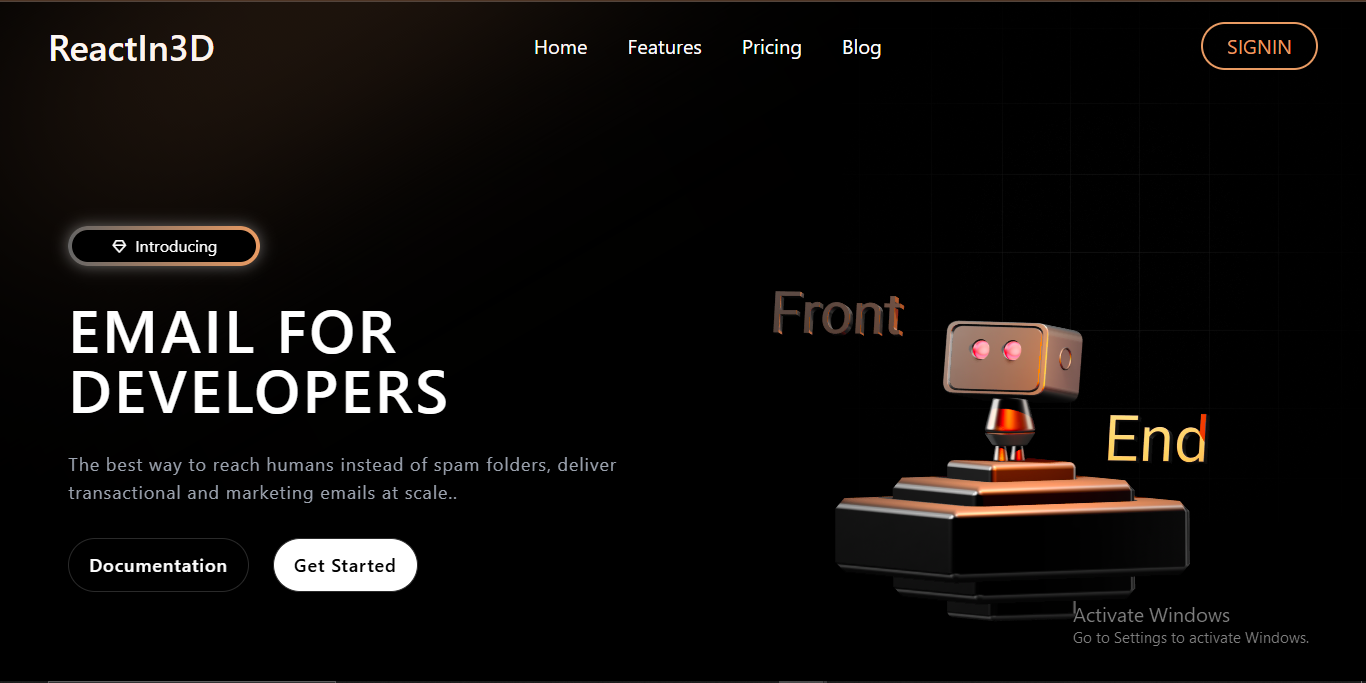 ReactIn3D
Home
Features
Pricing
Blog
SIGNIN
Introducing
EMAIL FOR
DEVELOPERS
The best way to reach humans instead of spam folders, deliver
transactional and marketing emails at scale..
Documentation
Get Started
Front
End
Activate Windows
Go to Settings to activate Windows.